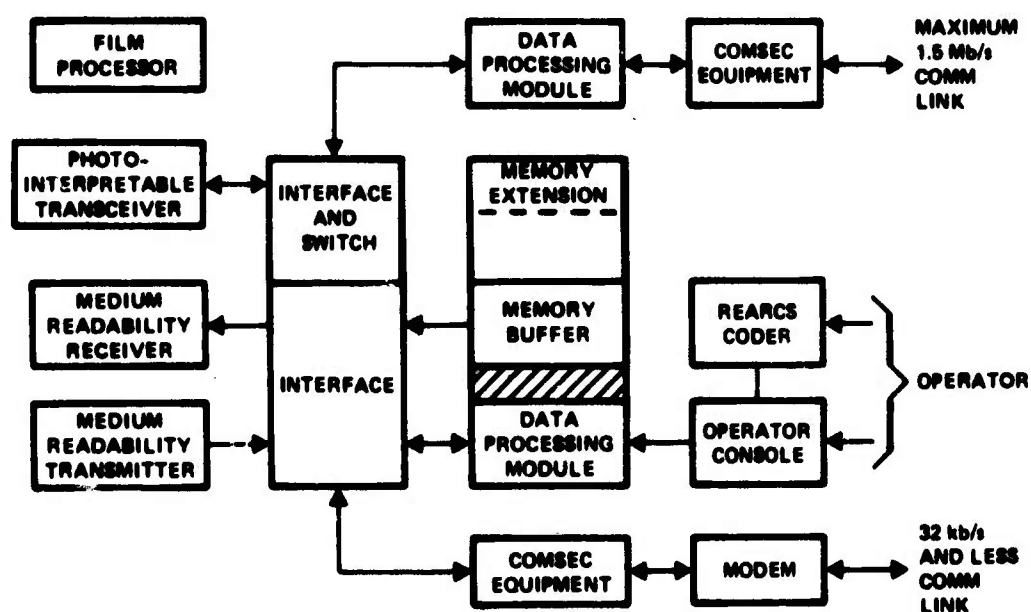 FILM
PROCESSOR
DATA
PROCESSING
MODULE
COMSEC
EQUIPMENT
MAXIMUM
1.5 Mb/s
COMM
LINK
PHOTO-
INTERPRETABLE
TRANSCEIVER
INTERFACE
AND
SWITCH
MEMORY
EXTENSION
MEDIUM
READABILITY
RECEIVER
INTERFACE
MEMORY
BUFFER
REARCS
CODER
OPERATOR
MEDIUM
READABILITY
TRANSMITTER
DATA
PROCESSING
MODULE
OPERATOR
CONSOLE
COMSEC
EQUIPMENT
MODEM
32 kb/s
AND LESS
COMM
LINK